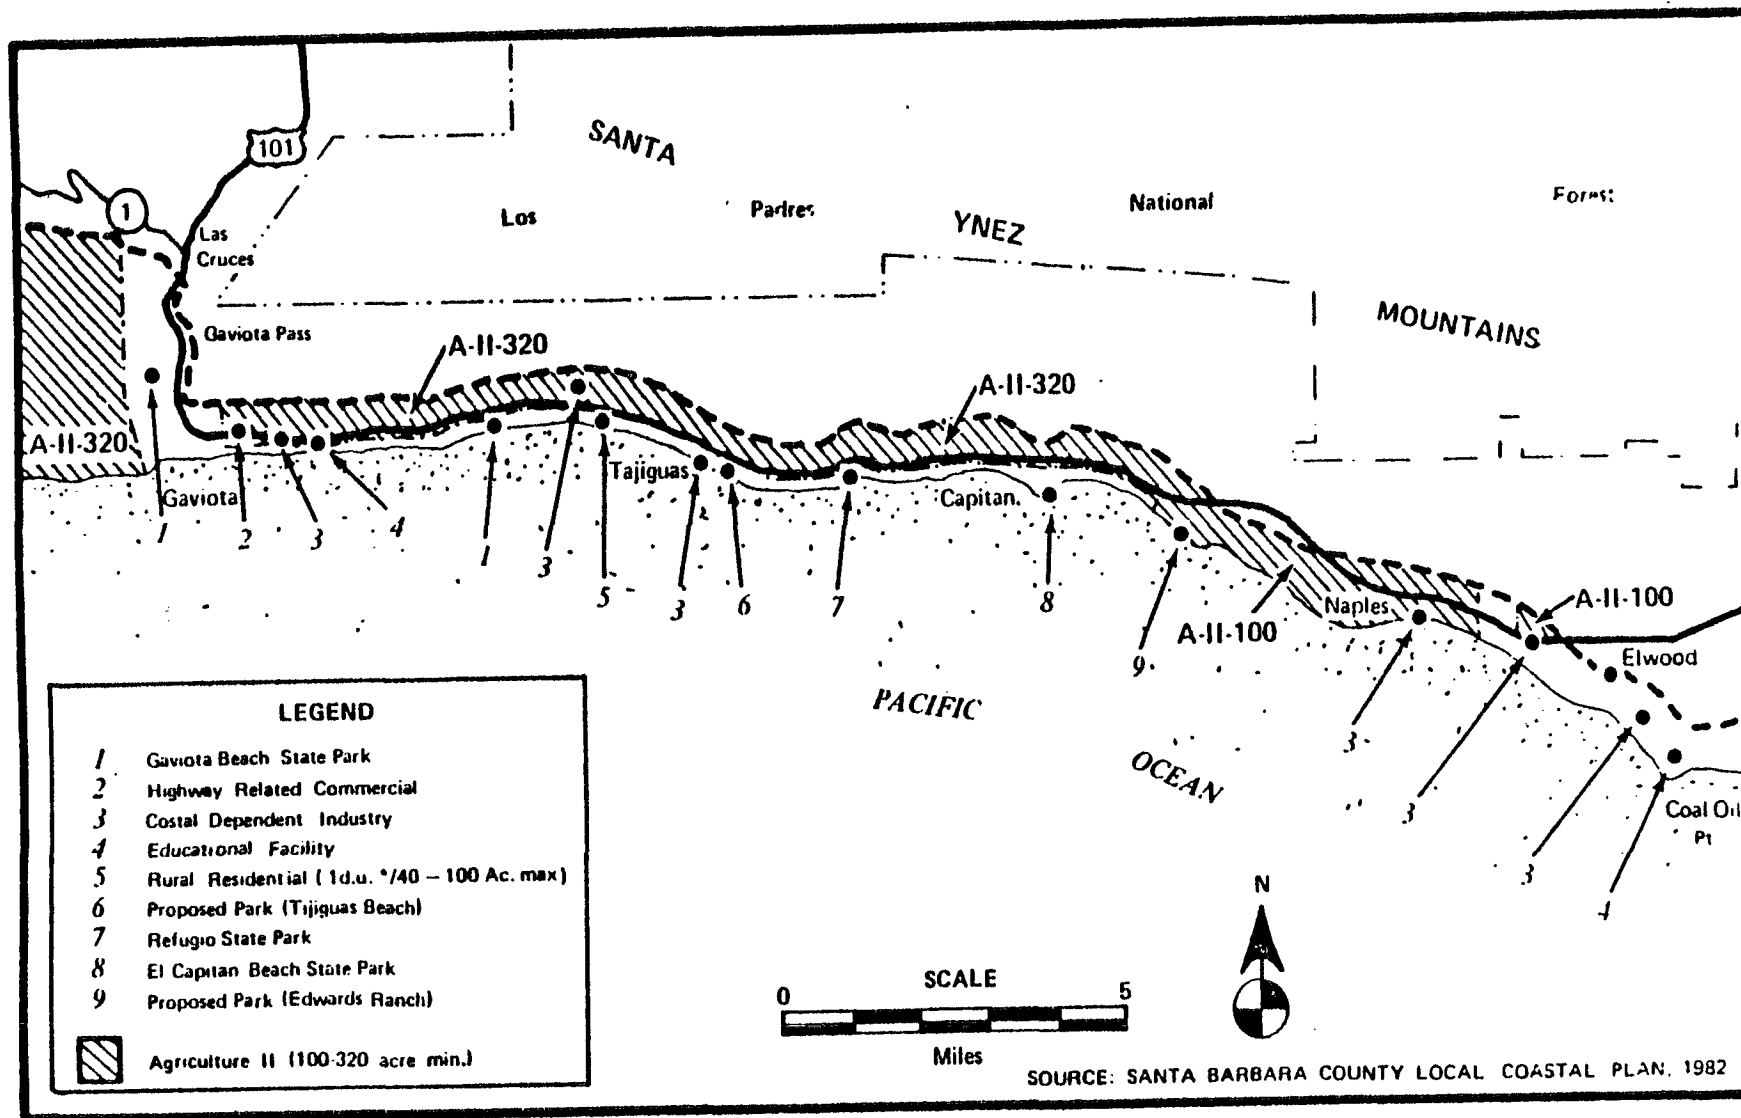 SANTA
101
1
Los
Padres
National
Forest
YNEZ
Las
Cruces
MOUNTAINS
Gaviota Pass
A-II-320
A-II-320
A-II-320
Gaviota
Tajiguas
Capitan.
1
2
3
4
1
3
5
3
6
7
8
9
Naples
A-II-100
A-II-100
Elwood
3
3
3
Coal Oil
Pt
PACIFIC
OCEAN
LEGEND
1 Gaviota Beach State Park
2 Highway Related Commercial
3 Costal Dependent Industry
4 Educational Facility
5 Rural Residential (1d.u. */40 – 100 Ac. max)
6 Proposed Park (Tijiguas Beach)
7 Refugio State Park
8 El Capitan Beach State Park
9 Proposed Park (Edwards Ranch)
Agriculture II (100-320 acre min.)
N
SCALE
0 5
Miles
SOURCE: SANTA BARBARA COUNTY LOCAL COASTAL PLAN, 1982